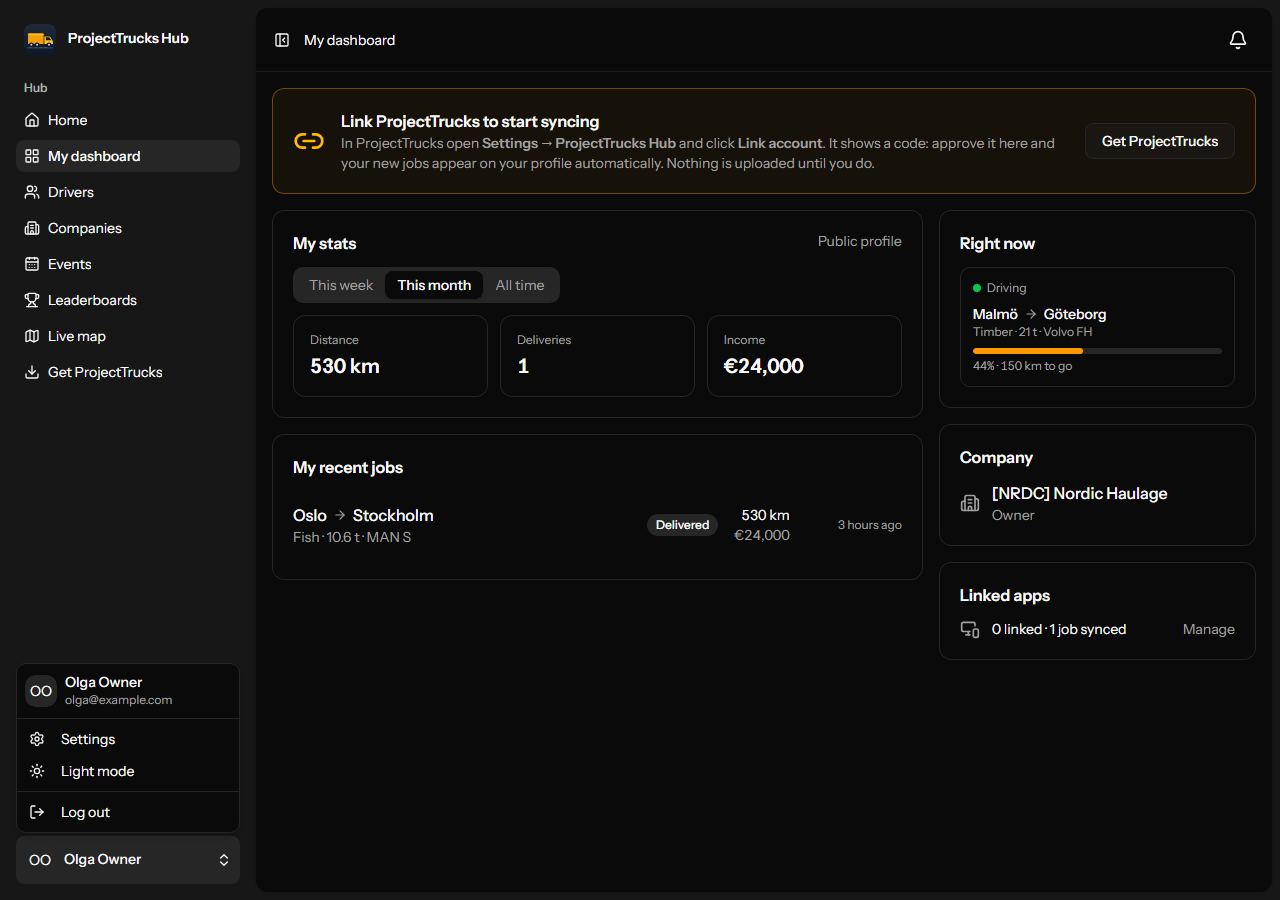 ProjectTrucks Hub
Hub
Home
My dashboard
Drivers
Companies
Events
Leaderboards
Live map
Get ProjectTrucks
OO
Olga Owner
olga@example.com
Settings
Light mode
Log out
OO Olga Owner
My dashboard
Link ProjectTrucks to start syncing
In ProjectTrucks open Settings → ProjectTrucks Hub and click Link account. It shows a code: approve it here and
your new jobs appear on your profile automatically. Nothing is uploaded until you do.
Get ProjectTrucks
My stats
Public profile
This week This month All time
Distance
530 km
Deliveries
1
Income
€24,000
My recent jobs
Oslo → Stockholm
Fish · 10.6 t · MAN S
Delivered
530 km
€24,000
3 hours ago
Right now
Driving
Malmö → Göteborg
Timber · 21 t · Volvo FH
44% · 150 km to go
Company
[NRDC] Nordic Haulage
Owner
Linked apps
0 linked · 1 job synced
Manage